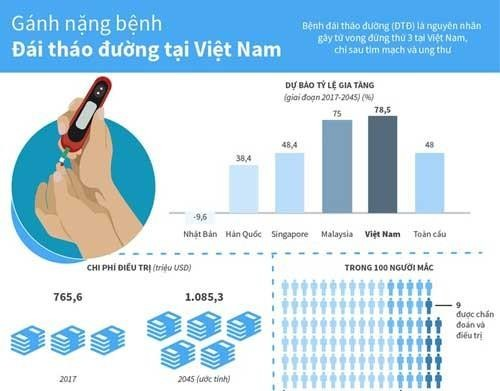 Gánh nặng bệnh
Đái tháo đường tại Việt Nam
Bệnh đái tháo đường (ĐTĐ) là nguyên nhân
gây tử vong đứng thứ 3 tại Việt Nam,
chỉ sau tim mạch và ung thư
DỰ BÁO TỶ LỆ GIA TĂNG
(giai đoạn 2017-2045) (%)
-9,6
38,4
48,4
75
78,5
48
Nhật Bản
Hàn Quốc
Singapore
Malaysia
Việt Nam
Toàn cầu
CHI PHÍ ĐIỀU TRỊ (triệu USD)
765,6
1.085,3
2017
2045 (ước tính)
TRONG 100 NGƯỜI MẮC
9
được chẩn
đoán và
điều trị